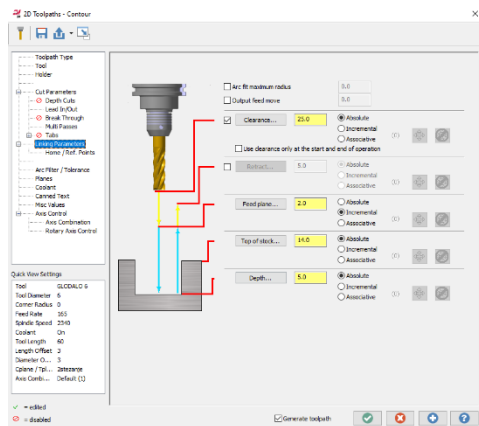 2D Toolpaths - Contour
Toolpath Type
Tool
Holder
Cut Parameters
Depth Cuts
Lead In/Out
Break Through
Multi Passes
Tabs
Linking Parameters
Home / Ref. Points
Arc Filter / Tolerance
Planes
Coolant
Canned Text
Misc Values
Axis Control
Axis Combination
Rotary Axis Control
Arc fit maximum radius 0.0
Output feed move 0.0
Clearance... 25.0 Absolute
Incremental
Associative (0)
Use clearance only at the start and end of operation
Retract... 5.0 Absolute
Incremental
Associative
Feed plane... 2.0 Absolute
Incremental
Associative
Top of stock... 14.0 Absolute
Incremental
Associative (0)
Depth... 5.0 Absolute
Incremental
Associative
Quick View Settings
Tool GLODALO 6
Tool Diameter 6
Corner Radius 0
Feed Rate 165
Spindle Speed 2340
Coolant On
Tool Length 60
Length Offset 3
Diameter O... 3
Cplane / Tpl... 2stezanje
Axis Combi... Default (1)
= edited
= disabled
Generate toolpath